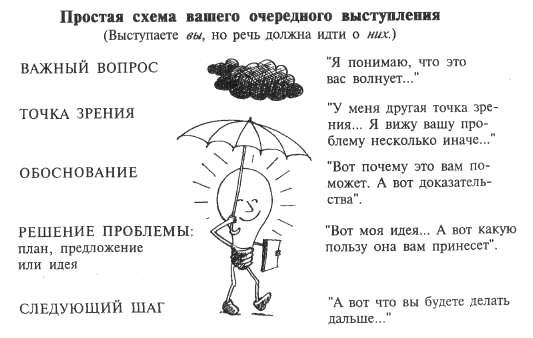 Простая схема вашего очередного выступления
(Выступаете вы, но речь должна идти о них.)
ВАЖНЫЙ ВОПРОС
"Я понимаю, что это
вас волнует..."
ТОЧКА ЗРЕНИЯ
"У меня другая точка зре-
ния... Я вижу вашу про-
блему несколько иначе..."
ОБОСНОВАНИЕ
"Вот почему это вам по-
может. А вот доказатель-
ства".
РЕШЕНИЕ ПРОБЛЕМЫ:
план, предложение
или идея
"Вот моя идея... А вот какую
пользу она вам принесет".
СЛЕДУЮЩИЙ ШАГ
"А вот что вы будете делать
дальше..."